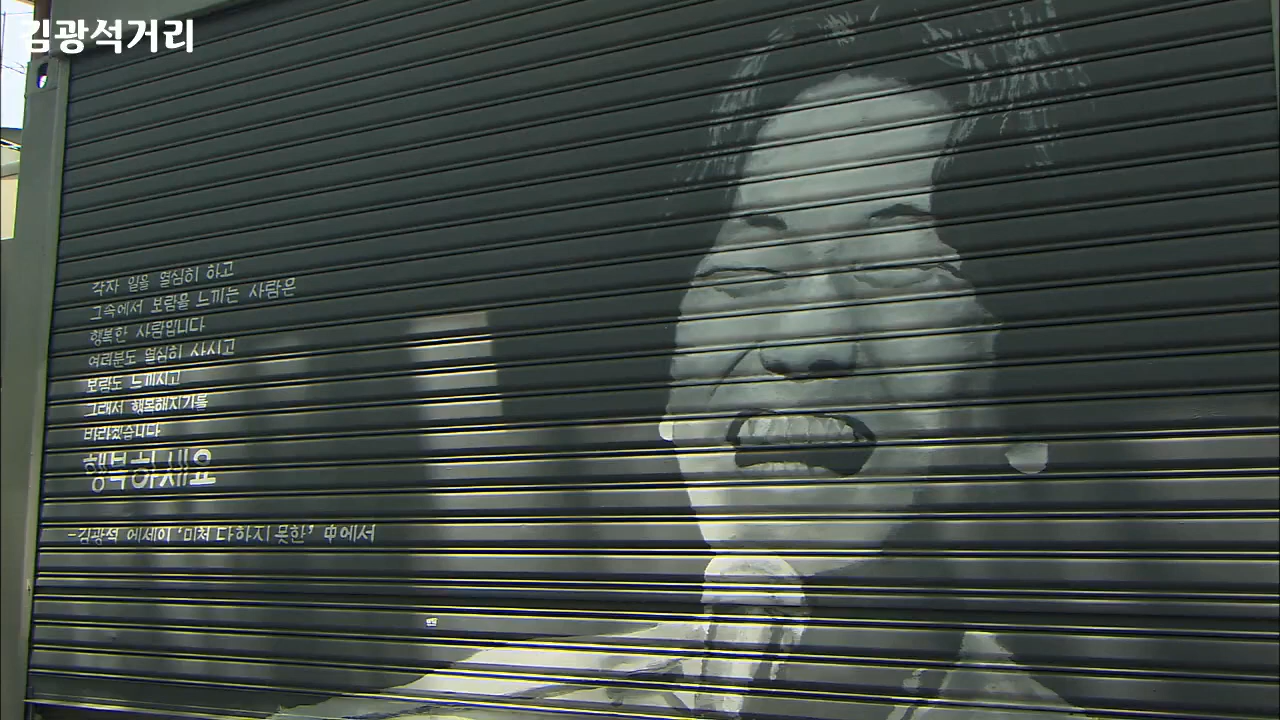 김광석거리
각자 일을 열심히 하고
그속에서 보람을 느끼는 사람은
행복한 사람입니다
여러분도 열심히 사시고
보람도 느끼시고
그래서 행복해지기를
바라겠습니다
행복하세요
-김광석 에세이 '미처 다하지 못한' 中에서